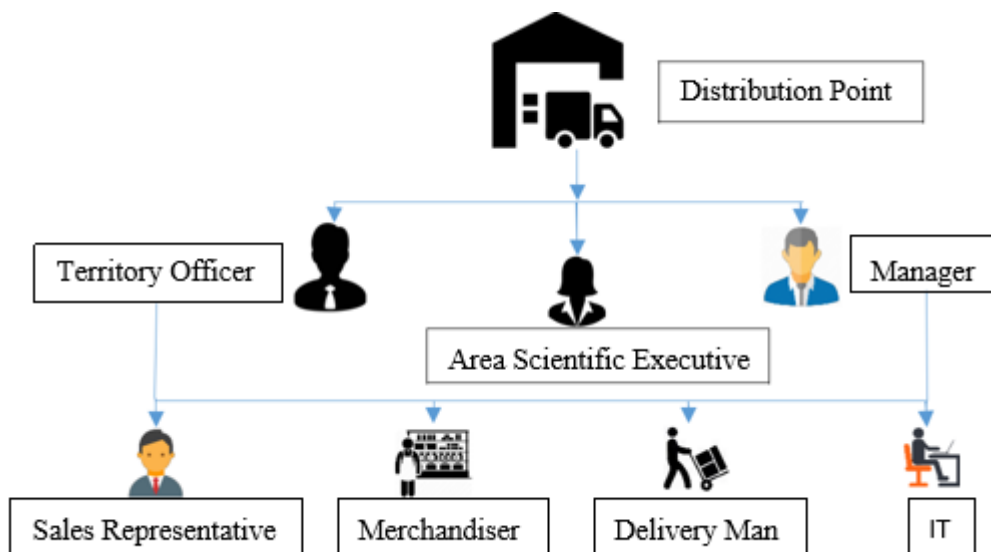 Distribution Point
Territory Officer
Manager
Area Scientific Executive
Sales Representative
Merchandiser
Delivery Man
IT